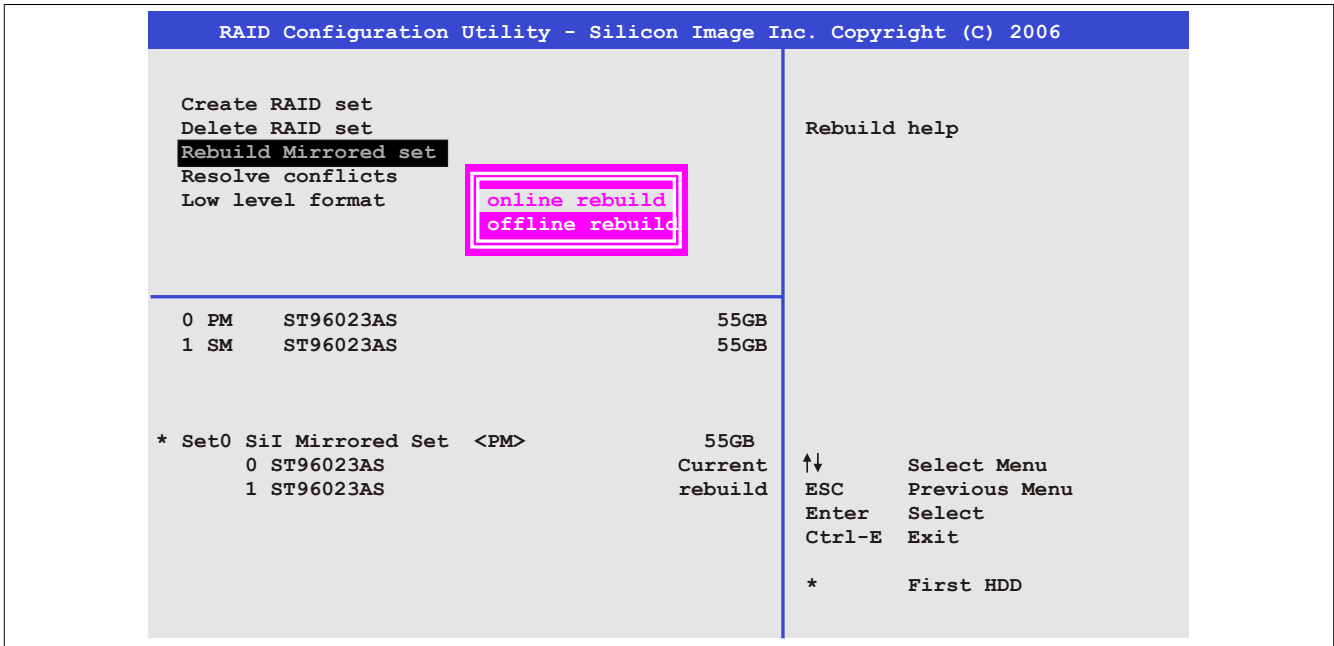 RAID Configuration Utility - Silicon Image Inc. Copyright (C) 2006
Create RAID set
Delete RAID set
Rebuild Mirrored set
Resolve conflicts
Low level format
online rebuild
offline rebuild
Rebuild help
0 PM ST96023AS 55GB
1 SM ST96023AS 55GB
* Set0 SiI Mirrored Set <PM> 55GB
0 ST96023AS Current
1 ST96023AS rebuild
↑↓ Select Menu
ESC Previous Menu
Enter Select
Ctrl-E Exit
* First HDD